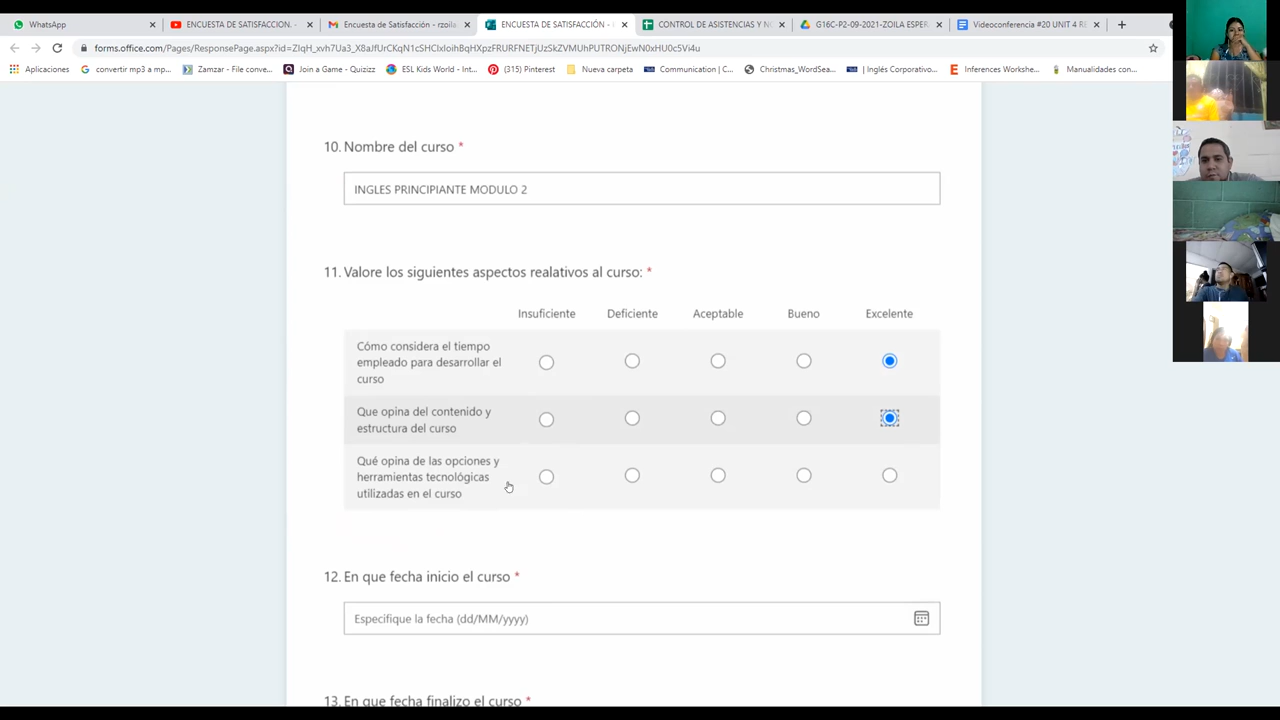 WhatsApp
ENCUESTA DE SATISFACCION. -
Encuesta de Satisfacción - rzoila
ENCUESTA DE SATISFACCIÓN -
CONTROL DE ASISTENCIAS Y N
G16C-P2-09-2021-ZOILA ESPER
Videoconferencia #20 UNIT 4 R
forms.office.com/Pages/ResponsePage.aspx?id=
Aplicaciones
convertir mp3 a mp...
Zamzar - File conve...
Join a Game - Quizizz
ESL Kids World - Int...
(315) Pinterest
Nueva carpeta
Communication | C...
Christmas_WordSea...
| Inglés Corporativo...
Inferences Workshe...
Manualidades con...
10. Nombre del curso *
INGLES PRINCIPIANTE MODULO 2
11. Valore los siguientes aspectos realativos al curso: *
Insuficiente Deficiente Aceptable Bueno Excelente
Cómo considera el tiempo
empleado para desarrollar el
curso
Que opina del contenido y
estructura del curso
Qué opina de las opciones y
herramientas tecnológicas
utilizadas en el curso
12. En que fecha inicio el curso *
Especifique la fecha (dd/MM/yyyy)
13. En que fecha finalizo el curso *